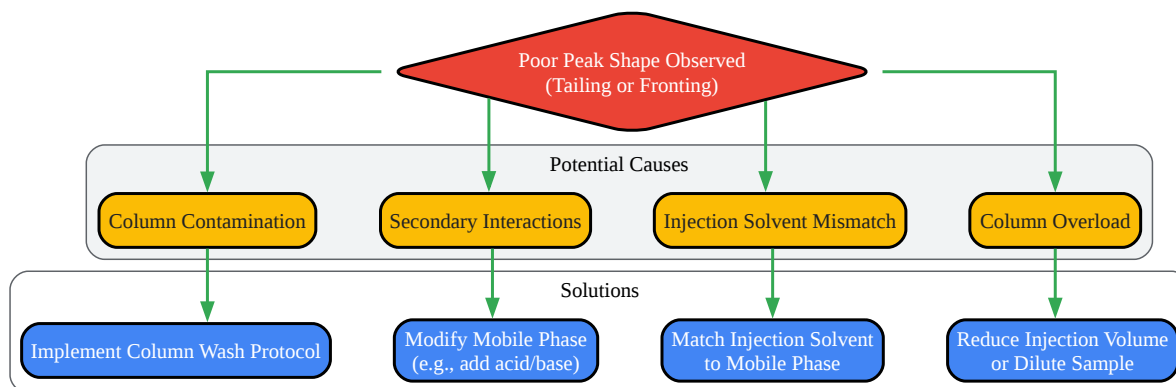 Poor Peak Shape Observed
(Tailing or Fronting)
Potential Causes
Column Contamination
Secondary Interactions
Injection Solvent Mismatch
Column Overload
Solutions
Implement Column Wash Protocol
Modify Mobile Phase
(e.g., add acid/base)
Match Injection Solvent
to Mobile Phase
Reduce Injection Volume
or Dilute Sample